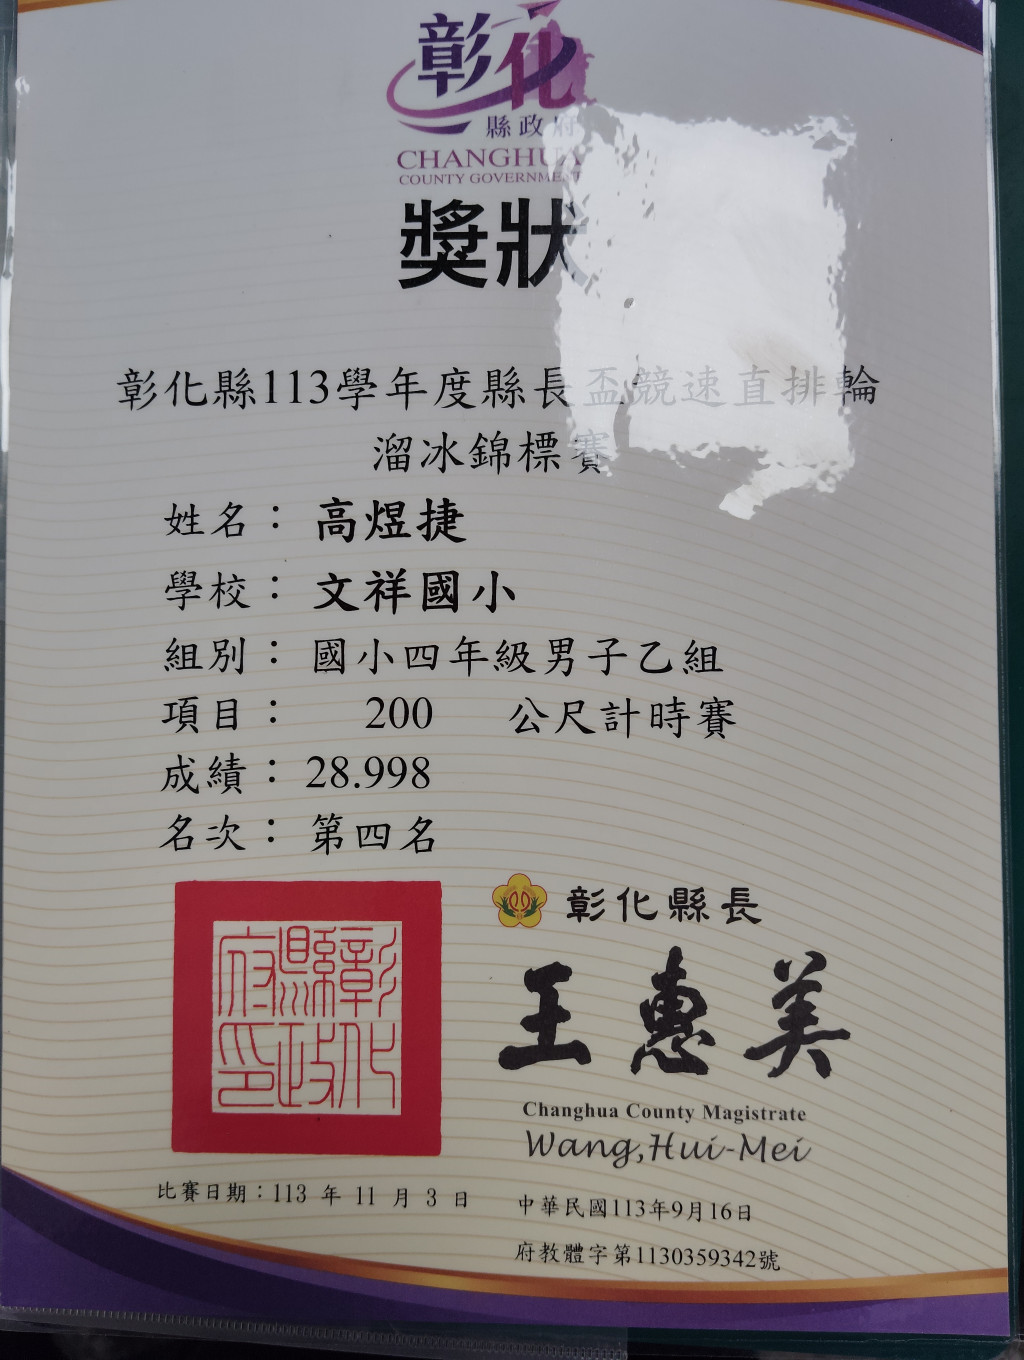 彰化
縣政府
CHANGHUA
COUNTY GOVERNMENT
獎狀
彰化縣113學年度縣長盃競速直排輪
溜冰錦標賽
姓名：高煜捷
學校：文祥國小
組別：國小四年級男子乙組
項目： 200 公尺計時賽
成績：28.998
名次：第四名
彰化縣政府印
彰化縣長
王惠美
Changhua County Magistrate
Wang,Hui-Mei
比賽日期：113 年 11 月 3 日
中華民國113年9月16日
府教體字第1130359342號